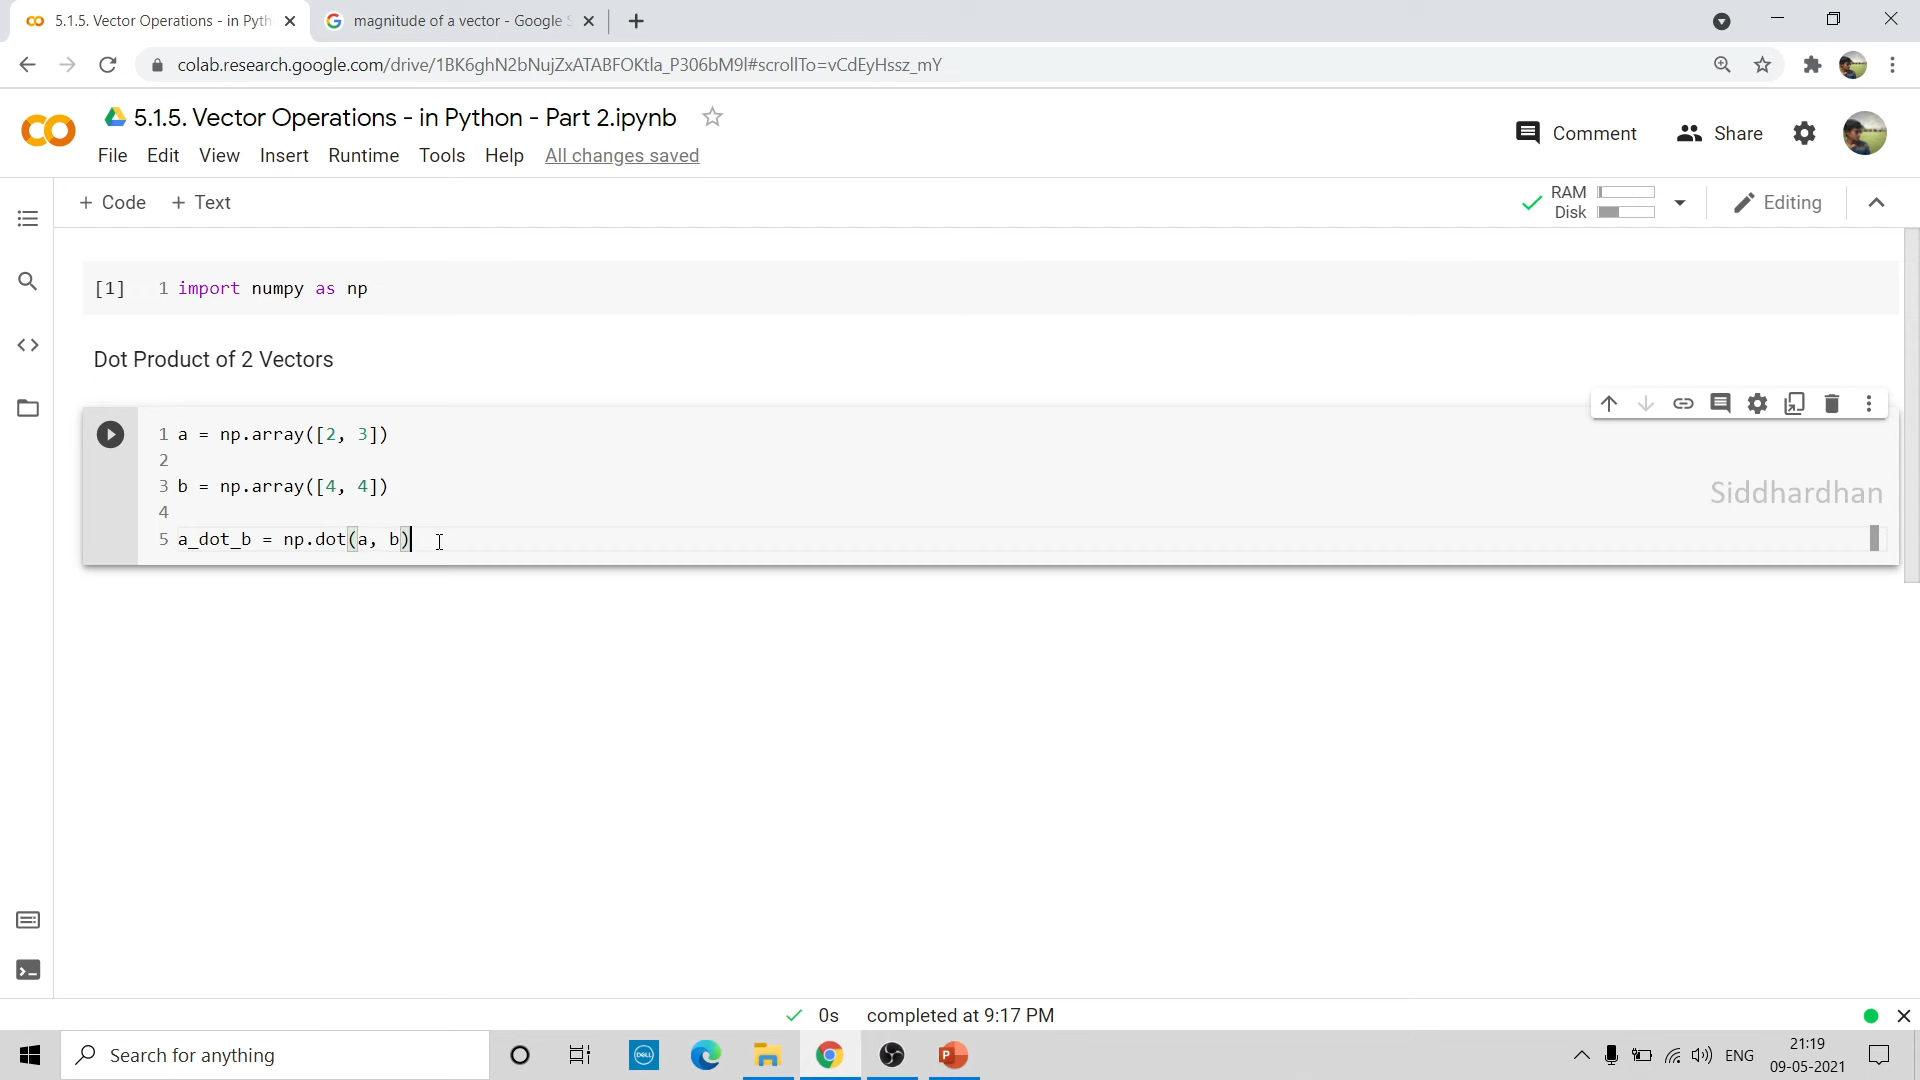 5.1.5. Vector Operations - in Pyth
magnitude of a vector - Google S
colab.research.google.com/drive/1BK6ghN2bNujZxATABFOKtla_P306bM9l#scrollTo=vCdEyHssz_mY
5.1.5. Vector Operations - in Python - Part 2.ipynb
Comment
Share
File Edit View Insert Runtime Tools Help All changes saved
+ Code + Text
RAM
Disk
Editing
[1] 1 import numpy as np
Dot Product of 2 Vectors
1 a = np.array([2, 3])
2
3 b = np.array([4, 4])
Siddhardhan
4
5 a_dot_b = np.dot(a, b)
0s completed at 9:17 PM
Search for anything
DELL
ENG
21:19
09-05-2021